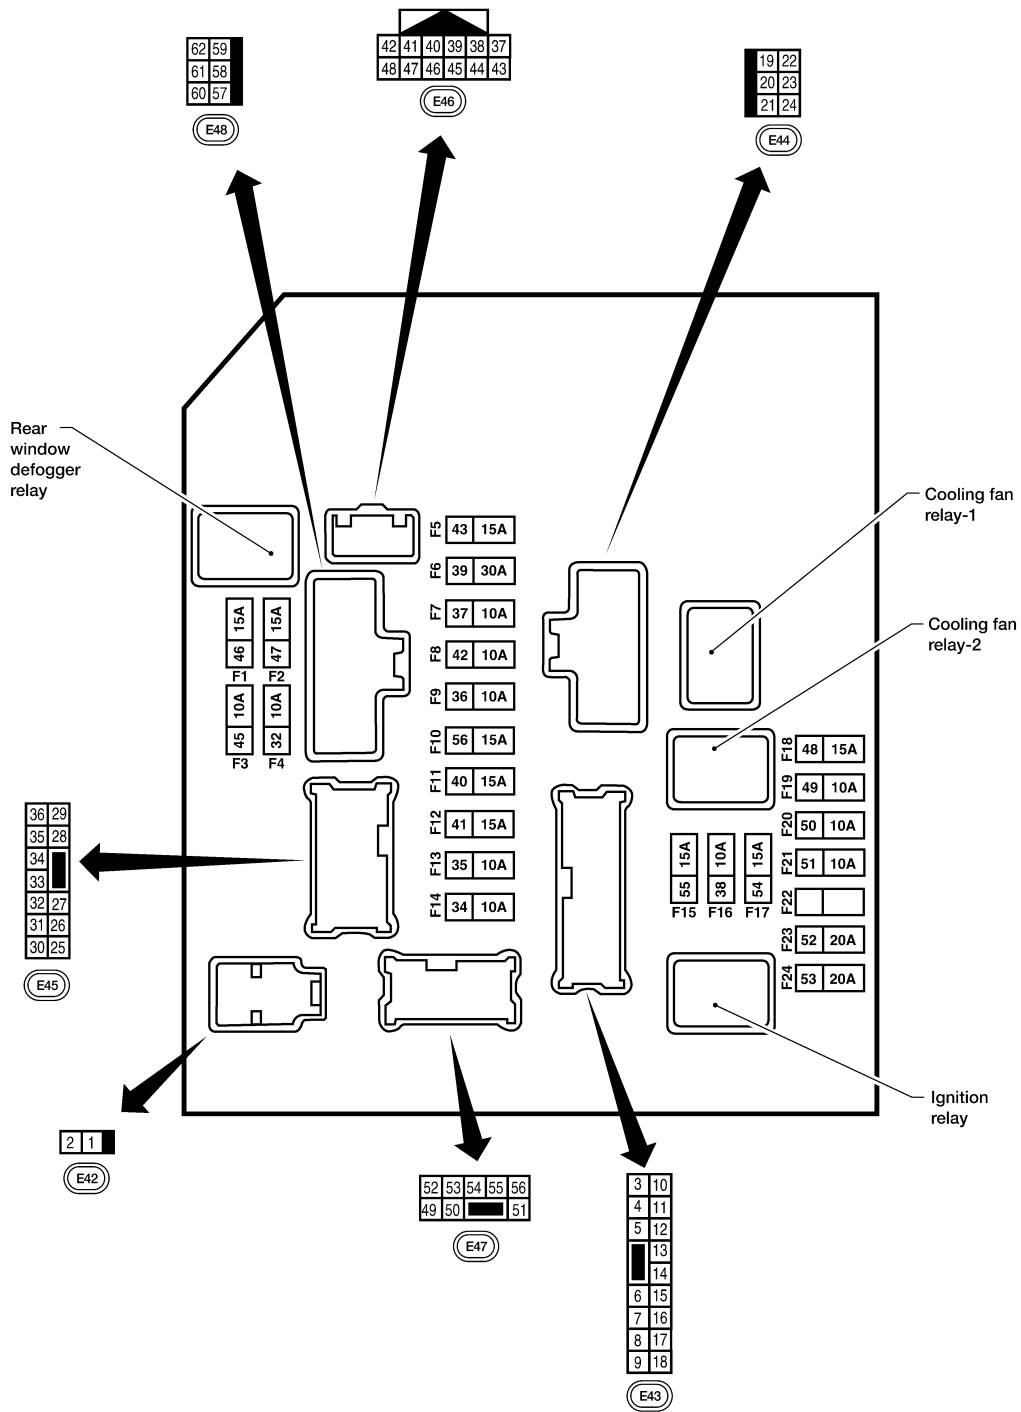 62 59
61 58
60 57
E48
42 41 40 39 38 37
48 47 46 45 44 43
E46
19 22
20 23
21 24
E44
Rear
window
defogger
relay
Cooling fan
relay-1
Cooling fan
relay-2
F5 43 15A
F6 39 30A
F7 37 10A
F8 42 10A
F9 36 10A
F10 56 15A
F11 40 15A
F12 41 15A
F13 35 10A
F14 34 10A
15A 46 F1
15A 47 F2
10A 45 F3
10A 32 F4
F18 48 15A
F19 49 10A
F20 50 10A
F21 51 10A
F22
F23 52 20A
F24 53 20A
15A 55 F15
10A 38 F16
15A 54 F17
36 29
35 28
34
33
32 27
31 26
30 25
E45
Ignition
relay
2 1
E42
52 53 54 55 56
49 50 51
E47
3 10
4 11
5 12
13
14
6 15
7 16
8 17
9 18
E43